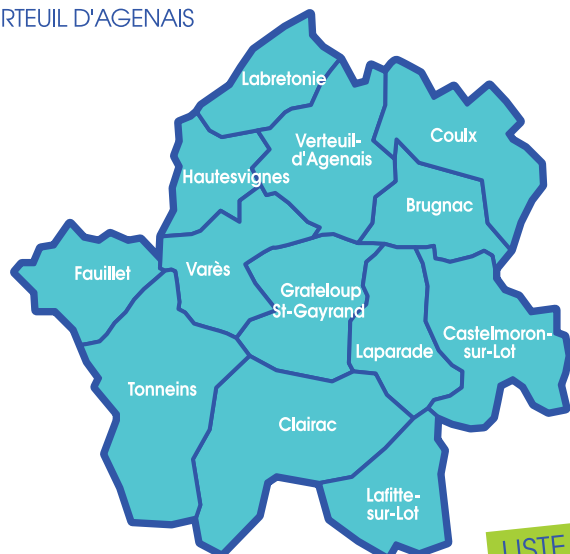 RTEUIL D'AGENAIS
Labretonie
Verteuil-
d'Agenais
Coulx
Hautesvignes
Brugnac
Fauillet
Varès
Grateloup
St-Gayrand
Castelmoron-
sur-Lot
Laparade
Tonneins
Clairac
Lafitte-
sur-Lot
LISTE